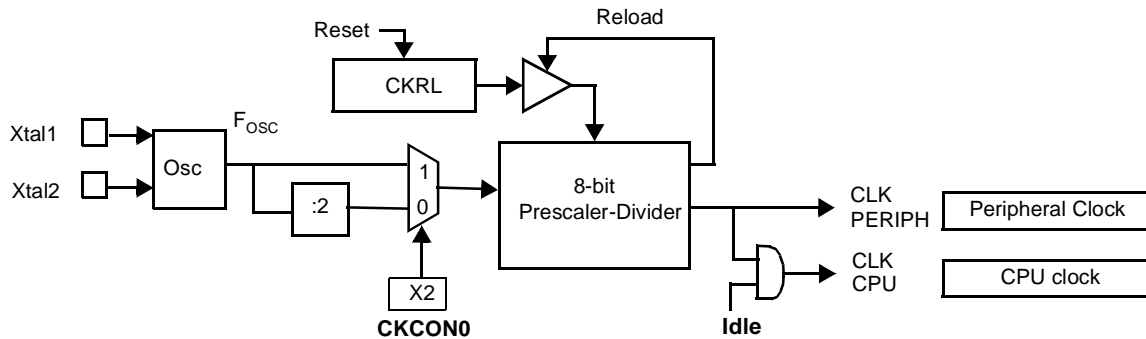 Reload
Reset
CKRL
Xtal1
F_OSC
Osc
1
Xtal2
:2
0
8-bit
Prescaler-Divider
CLK
PERIPH
Peripheral Clock
X2
CKCON0
CLK
CPU
CPU clock
Idle